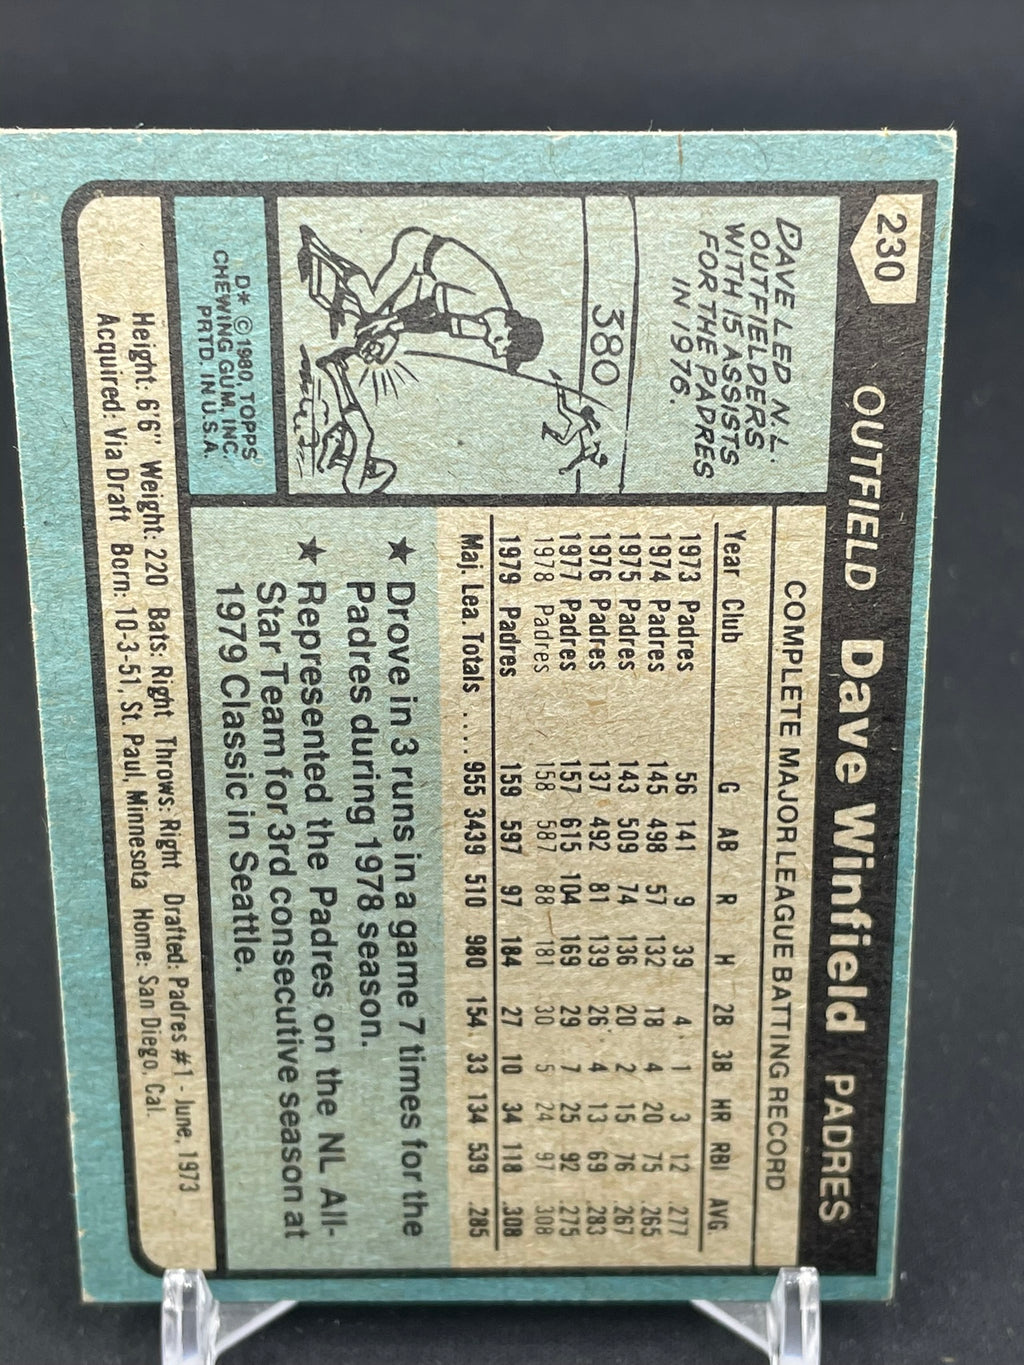 230
OUTFIELD Dave Winfield PADRES
DAVE LED N.L.
OUTFIELDERS
WITH 15 ASSISTS
FOR THE PADRES
IN 1976.
380
D* © 1980, TOPPS
CHEWING GUM, INC.
PRTD. IN U.S.A.
COMPLETE MAJOR LEAGUE BATTING RECORD
Year Club G AB R H 2B 3B HR RBI AVG.
1973 Padres 56 141 9 39 4 1 3 12 .277
1974 Padres 145 498 57 132 18 4 20 75 .265
1975 Padres 143 509 74 136 20 2 15 76 .267
1976 Padres 137 492 81 139 26 4 13 69 .283
1977 Padres 157 615 104 169 29 7 25 92 .275
1978 Padres 158 587 88 181 30 5 24 97 .308
1979 Padres 159 597 97 184 27 10 34 118 .308
Maj. Lea. Totals ..... 955 3439 510 980 154 33 134 539 .285
★ Drove in 3 runs in a game 7 times for the
Padres during 1978 season.
★ Represented the Padres on the NL All-
Star Team for 3rd consecutive season at
1979 Classic in Seattle.
Height: 6'6" Weight: 220 Bats: Right Throws: Right Drafted: Padres #1 - June, 1973
Acquired: Via Draft Born: 10-3-51, St. Paul, Minnesota Home: San Diego, Cal.